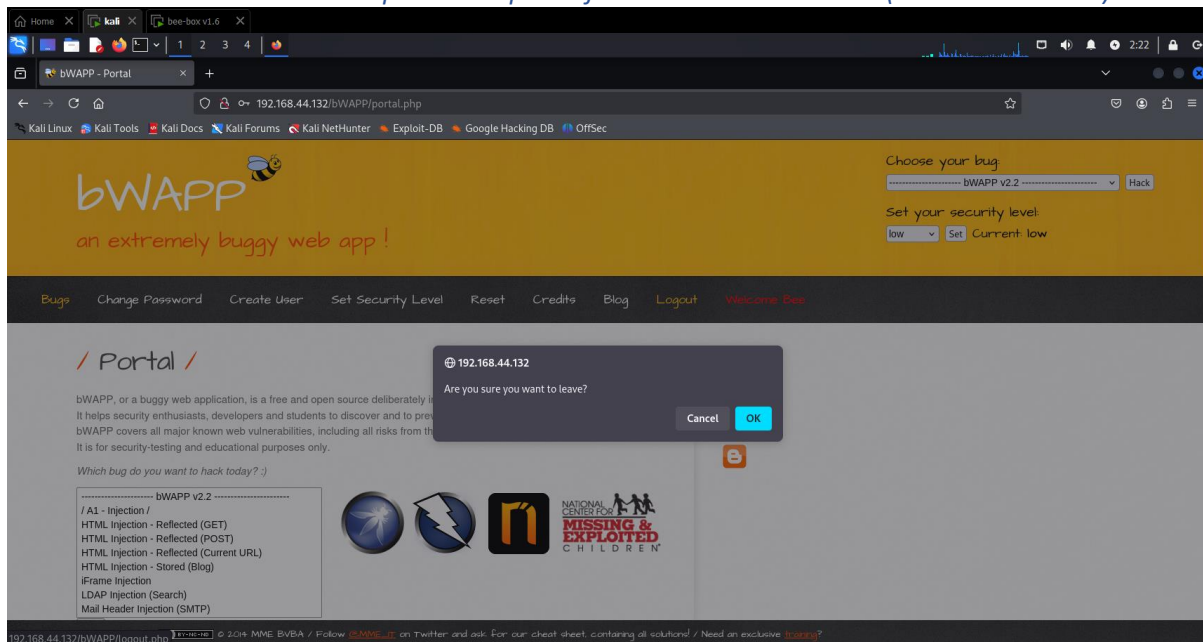 Home kali bee-box v1.6
1 2 3 4 2:22
bWAPP - Portal
192.168.44.132/bWAPP/portal.php
Kali Linux Kali Tools Kali Docs Kali Forums Kali NetHunter Exploit-DB Google Hacking DB OffSec
bWAPP
an extremely buggy web app !
Choose your bug:
---------------------- bWAPP v2.2 ----------------------- Hack
Set your security level:
low Set Current: low
Bugs Change Password Create User Set Security Level Reset Credits Blog Logout Welcome Bee
/ Portal /
bWAPP, or a buggy web application, is a free and open source deliberately
It helps security enthusiasts, developers and students to discover and to
bWAPP covers all major known web vulnerabilities, including all risks from
It is for security-testing and educational purposes only.
Which bug do you want to hack today? :)
192.168.44.132
Are you sure you want to leave?
Cancel OK
---------------------- bWAPP v2.2 -----------------------
/ A1 - Injection /
HTML Injection - Reflected (GET)
HTML Injection - Reflected (POST)
HTML Injection - Reflected (Current URL)
HTML Injection - Stored (Blog)
iFrame Injection
LDAP Injection (Search)
Mail Header Injection (SMTP)
NATIONAL
CENTER FOR
MISSING &
EXPLOITED
CHILDREN
192.168.44.132/bWAPP/logout.php BY-NC-ND © 2014 MME BVBA / Follow @MME_IT on Twitter and ask for our cheat sheet, containing all solutions! / Need an exclusive training?